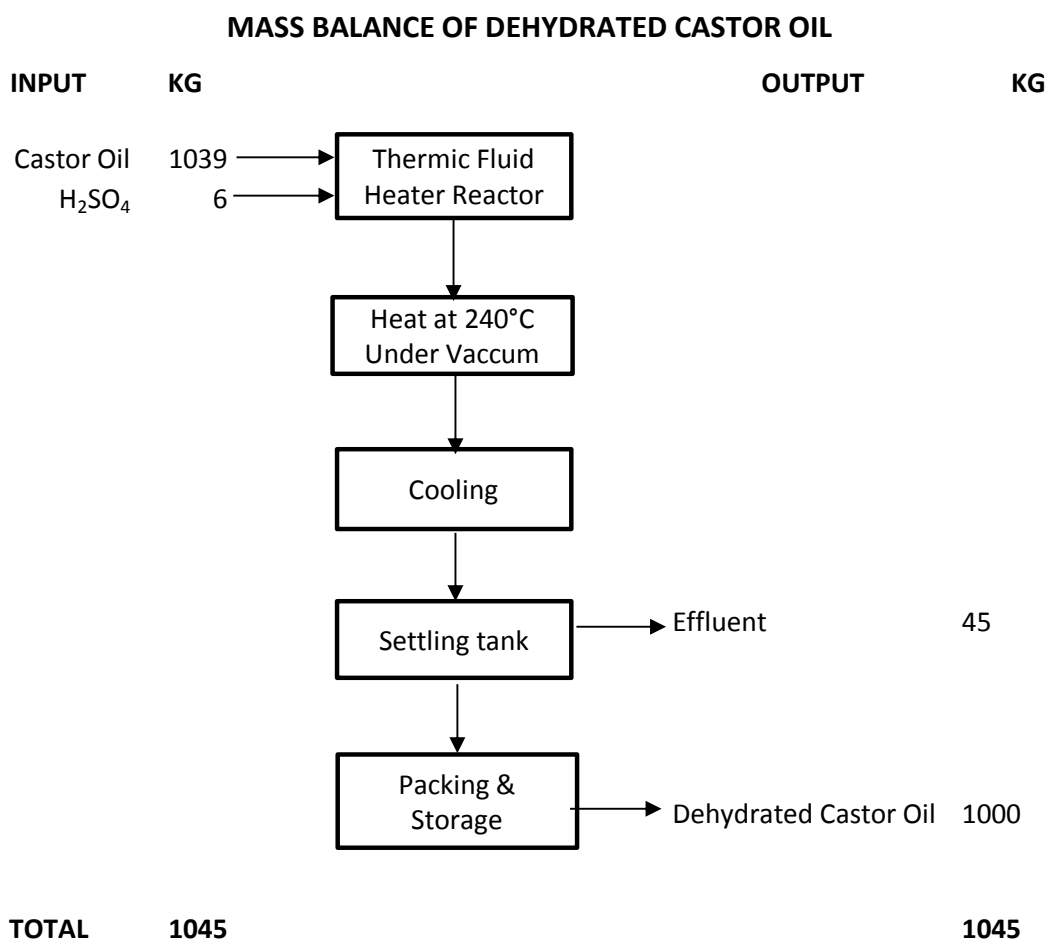 MASS BALANCE OF DEHYDRATED CASTOR OIL
INPUT KG OUTPUT KG
Castor Oil 1039
H₂SO₄ 6
Thermic Fluid
Heater Reactor
Heat at 240°C
Under Vaccum
Cooling
Settling tank
Effluent 45
Packing &
Storage
Dehydrated Castor Oil 1000
TOTAL 1045 1045